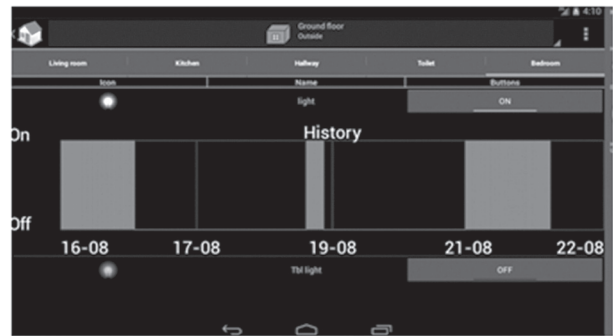 4:10
Ground floor
Outside
Living room Kitchen Hallway Toilet Bedroom
Icon Name Buttons
light ON
On History
Off
16-08 17-08 19-08 21-08 22-08
Tbl light OFF